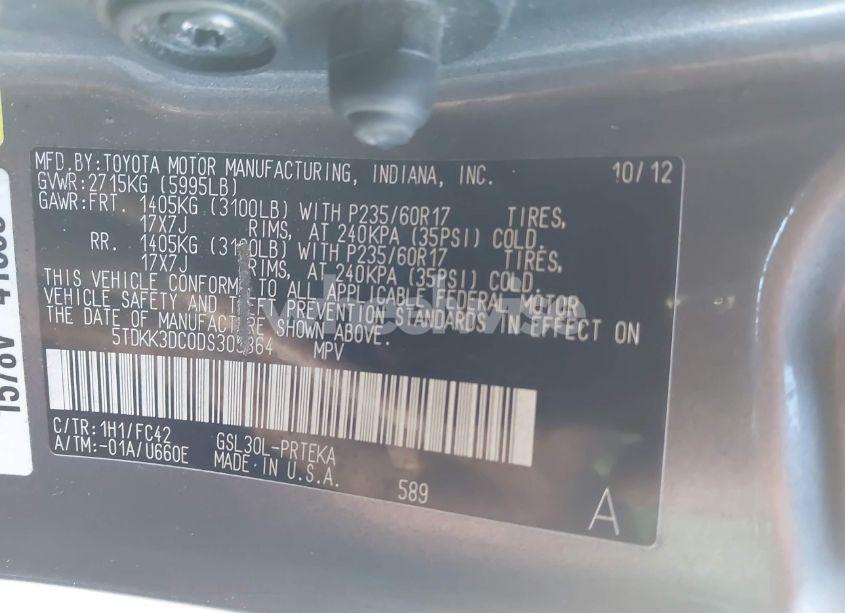 MFD.BY:TOYOTA MOTOR MANUFACTURING, INDIANA, INC. 10/12
GVWR:2715KG (5995LB)
GAWR:FRT. 1405KG (3100LB) WITH P235/60R17 TIRES,
17X7J RIMS, AT 240KPA (35PSI) COLD.
RR. 1405KG (3100LB) WITH P235/60R17 TIRES,
17X7J RIMS, AT 240KPA (35PSI) COLD.
THIS VEHICLE CONFORMS TO ALL APPLICABLE FEDERAL MOTOR
VEHICLE SAFETY AND THEFT PREVENTION STANDARDS IN EFFECT ON
THE DATE OF MANUFACTURE SHOWN ABOVE.
MPV
C/TR:1H1/FC42 GSL30L-PRTEKA
A/TM:-01A/U660E MADE IN U.S.A.
589
A